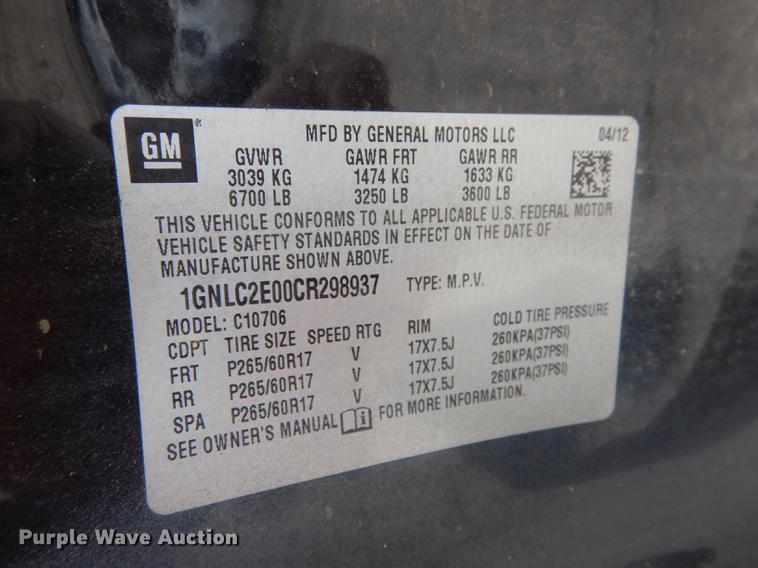 GM
MFD BY GENERAL MOTORS LLC 04/12
GVWR GAWR FRT GAWR RR
3039 KG 1474 KG 1633 KG
6700 LB 3250 LB 3600 LB
THIS VEHICLE CONFORMS TO ALL APPLICABLE U.S. FEDERAL MOTOR
VEHICLE SAFETY STANDARDS IN EFFECT ON THE DATE OF
MANUFACTURE SHOWN ABOVE.
1GNLC2E00CR298937 TYPE: M.P.V.
MODEL: C10706
CDPT TIRE SIZE SPEED RTG RIM COLD TIRE PRESSURE
FRT P265/60R17 V 17X7.5J 260KPA(37PSI)
RR P265/60R17 V 17X7.5J 260KPA(37PSI)
SPA P265/60R17 V 17X7.5J 260KPA(37PSI)
SEE OWNER'S MANUAL FOR MORE INFORMATION.
Purple Wave Auction